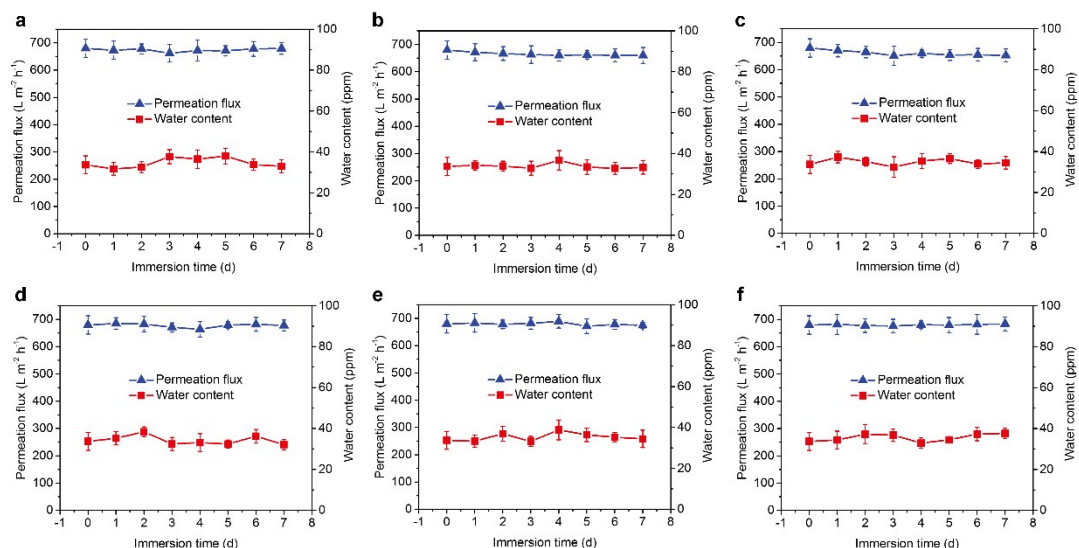 a
Permeation flux (L m⁻² h⁻¹)
700
600
500
400
300
200
100
0
Permeation flux
Water content
100
80
60
40
20
0
Water content (ppm)
-1 0 1 2 3 4 5 6 7 8
Immersion time (d)
b
Permeation flux (L m⁻² h⁻¹)
700
600
500
400
300
200
100
0
Permeation flux
Water content
100
80
60
40
20
0
Water content (ppm)
-1 0 1 2 3 4 5 6 7 8
Immersion time (d)
c
Permeation flux (L m⁻² h⁻¹)
700
600
500
400
300
200
100
0
Permeation flux
Water content
100
80
60
40
20
0
Water content (ppm)
-1 0 1 2 3 4 5 6 7 8
Immersion time (d)
d
Permeation flux (L m⁻² h⁻¹)
700
600
500
400
300
200
100
0
Permeation flux
Water content
100
80
60
40
20
0
Water content (ppm)
-1 0 1 2 3 4 5 6 7 8
Immersion time (d)
e
Permeation flux (L m⁻² h⁻¹)
700
600
500
400
300
200
100
0
Permeation flux
Water content
100
80
60
40
20
0
Water content (ppm)
-1 0 1 2 3 4 5 6 7 8
Immersion time (d)
f
Permeation flux (L m⁻² h⁻¹)
700
600
500
400
300
200
100
0
Permeation flux
Water content
100
80
60
40
20
0
Water content (ppm)
-1 0 1 2 3 4 5 6 7 8
Immersion time (d)